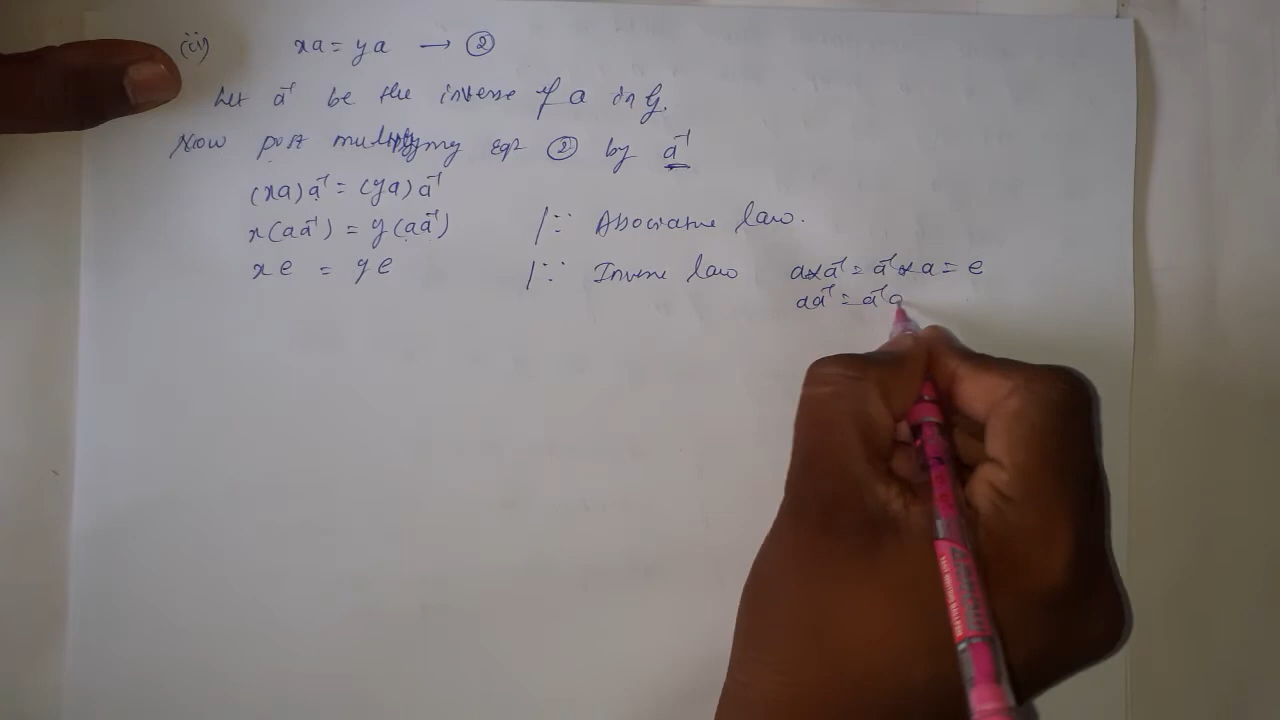 (ii) xa = ya → ②
Let a⁻¹ be the inverse of a in G.
Now post multiplying eqn ② by a⁻¹
(xa)a⁻¹ = (ya)a⁻¹
x(aa⁻¹) = y(aa⁻¹) |∵ Associative law.
xe = ye |∵ Inverse law a*a⁻¹ = a⁻¹*a = e
aa⁻¹ = a⁻¹a